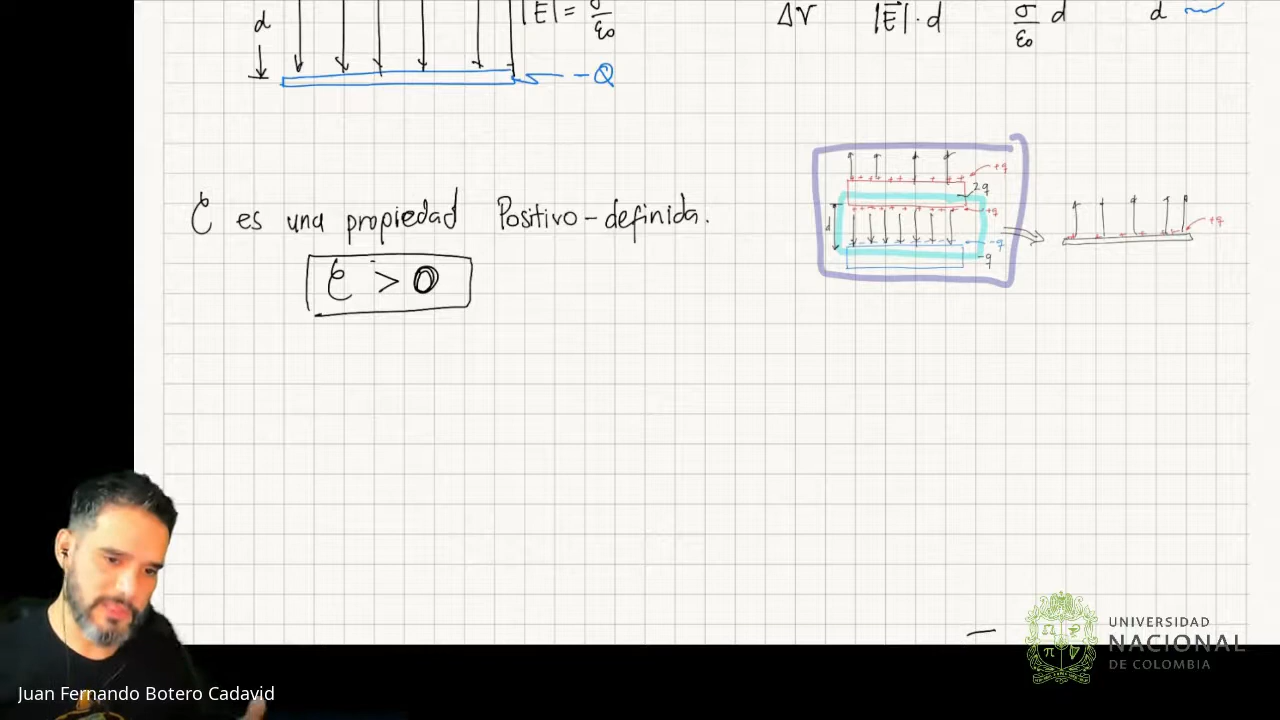 d
|E| = σ/ε₀
ΔV |E|·d σ/ε₀ d d
-Q
C es una propiedad Positivo-definida.
C > 0
+q
2q
+q
d
-q
-q
+q
UNIVERSIDAD
NACIONAL
DE COLOMBIA
Juan Fernando Botero Cadavid